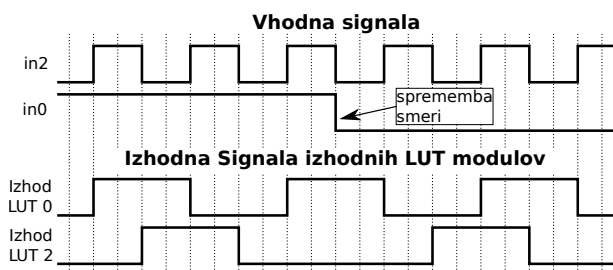 Vhodna signala
in2
in0
sprememba
smeri
Izhodna Signala izhodnih LUT modulov
Izhod
LUT 0
Izhod
LUT 2